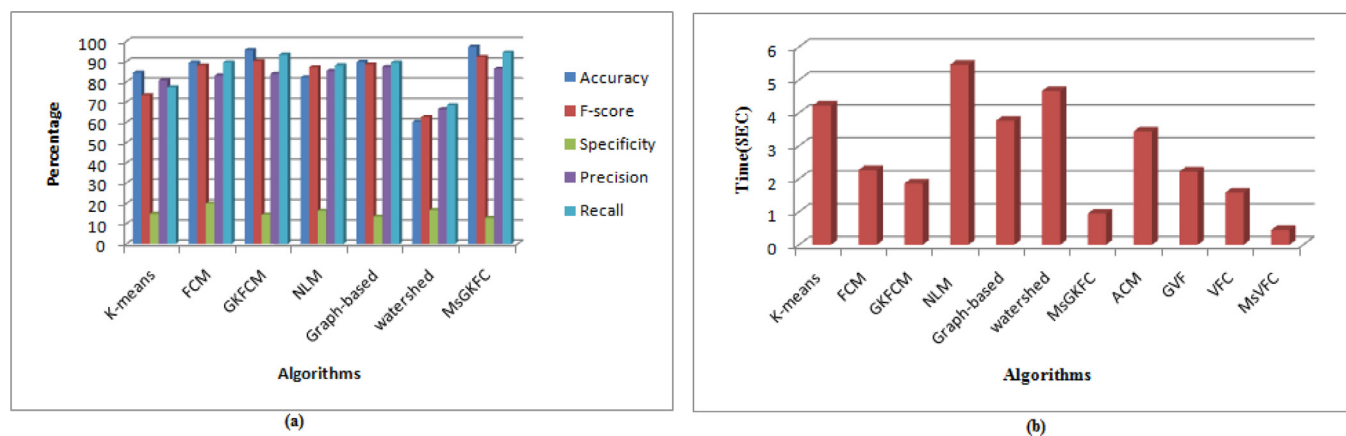 100
90
80
70
60
50
40
30
20
10
0
Percentage
K-means
FCM
GKFCM
NLM
Graph-based
watershed
MsGKFC
Algorithms
Accuracy
F-score
Specificity
Precision
Recall
(a)
6
5
4
3
2
1
0
Time(SEC)
K-means
FCM
GKFCM
NLM
Graph-based
watershed
MsGKFC
ACM
GVF
VFC
MsVFC
Algorithms
(b)